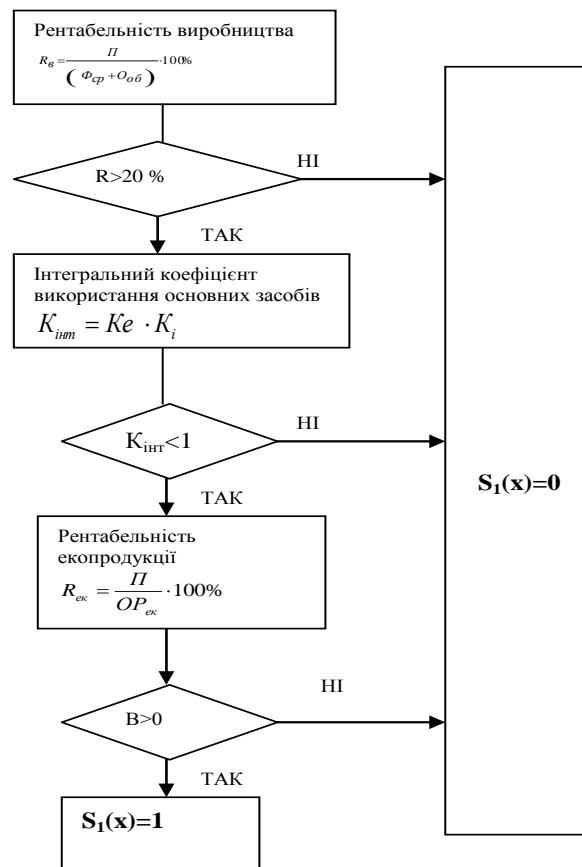 Рентабельність виробництва
R_в = П / (Ф_ср + О_об) · 100%
R>20 %
НІ
ТАК
Інтегральний коефіцієнт
використання основних засобів
K_інт = Ke · K_i
K_інт<1
НІ
S₁(x)=0
ТАК
Рентабельність
екопродукції
R_ек = П / OP_ек · 100%
НІ
B>0
ТАК
S₁(x)=1